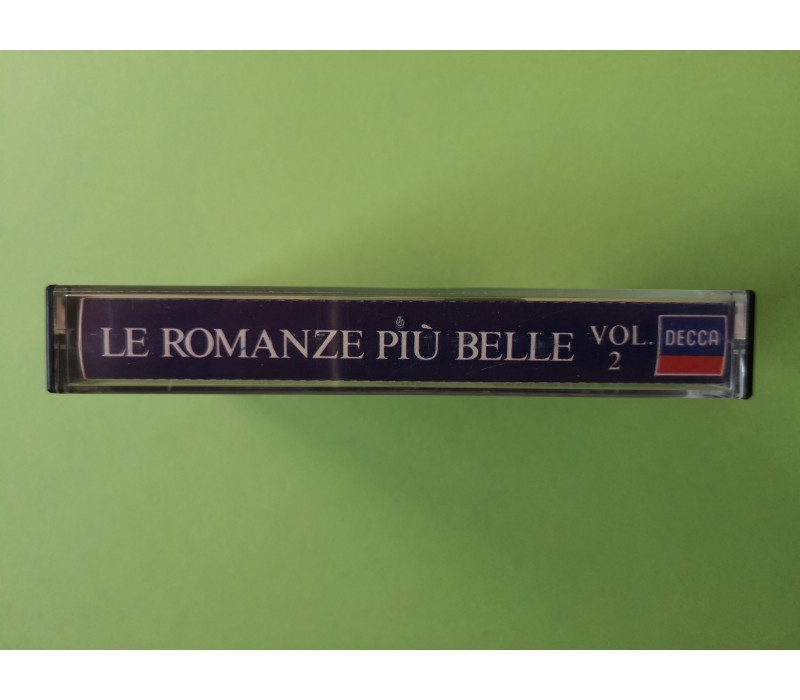 LE ROMANZE PIÙ BELLE VOL. 2
DECCA